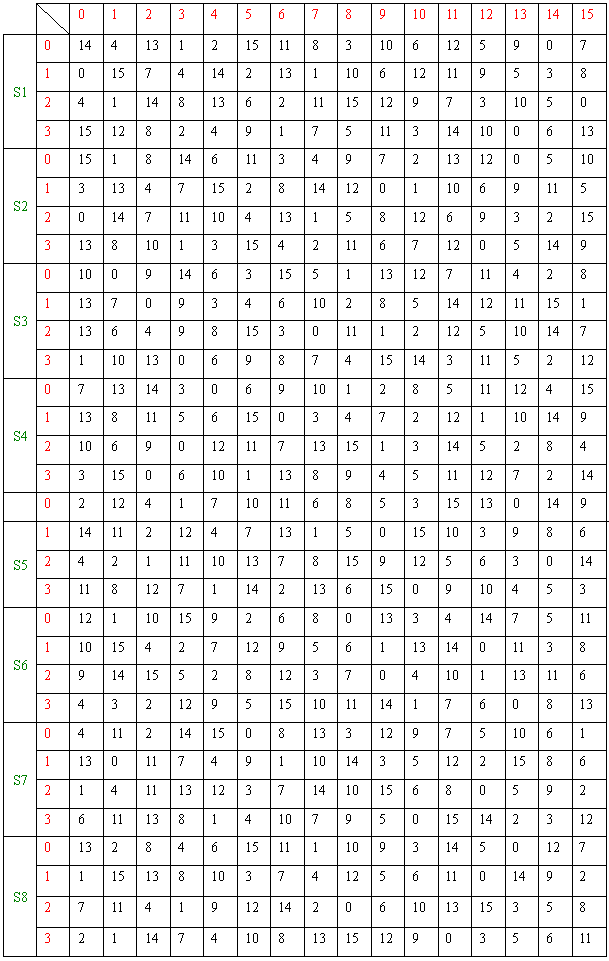 0 1 2 3 4 5 6 7 8 9 10 11 12 13 14 15
S1
0 14 4 13 1 2 15 11 8 3 10 6 12 5 9 0 7
1 0 15 7 4 14 2 13 1 10 6 12 11 9 5 3 8
2 4 1 14 8 13 6 2 11 15 12 9 7 3 10 5 0
3 15 12 8 2 4 9 1 7 5 11 3 14 10 0 6 13
S2
0 15 1 8 14 6 11 3 4 9 7 2 13 12 0 5 10
1 3 13 4 7 15 2 8 14 12 0 1 10 6 9 11 5
2 0 14 7 11 10 4 13 1 5 8 12 6 9 3 2 15
3 13 8 10 1 3 15 4 2 11 6 7 12 0 5 14 9
S3
0 10 0 9 14 6 3 15 5 1 13 12 7 11 4 2 8
1 13 7 0 9 3 4 6 10 2 8 5 14 12 11 15 1
2 13 6 4 9 8 15 3 0 11 1 2 12 5 10 14 7
3 1 10 13 0 6 9 8 7 4 15 14 3 11 5 2 12
S4
0 7 13 14 3 0 6 9 10 1 2 8 5 11 12 4 15
1 13 8 11 5 6 15 0 3 4 7 2 12 1 10 14 9
2 10 6 9 0 12 11 7 13 15 1 3 14 5 2 8 4
3 3 15 0 6 10 1 13 8 9 4 5 11 12 7 2 14
0 2 12 4 1 7 10 11 6 8 5 3 15 13 0 14 9
S5
1 14 11 2 12 4 7 13 1 5 0 15 10 3 9 8 6
2 4 2 1 11 10 13 7 8 15 9 12 5 6 3 0 14
3 11 8 12 7 1 14 2 13 6 15 0 9 10 4 5 3
S6
0 12 1 10 15 9 2 6 8 0 13 3 4 14 7 5 11
1 10 15 4 2 7 12 9 5 6 1 13 14 0 11 3 8
2 9 14 15 5 2 8 12 3 7 0 4 10 1 13 11 6
3 4 3 2 12 9 5 15 10 11 14 1 7 6 0 8 13
S7
0 4 11 2 14 15 0 8 13 3 12 9 7 5 10 6 1
1 13 0 11 7 4 9 1 10 14 3 5 12 2 15 8 6
2 1 4 11 13 12 3 7 14 10 15 6 8 0 5 9 2
3 6 11 13 8 1 4 10 7 9 5 0 15 14 2 3 12
S8
0 13 2 8 4 6 15 11 1 10 9 3 14 5 0 12 7
1 1 15 13 8 10 3 7 4 12 5 6 11 0 14 9 2
2 7 11 4 1 9 12 14 2 0 6 10 13 15 3 5 8
3 2 1 14 7 4 10 8 13 15 12 9 0 3 5 6 11